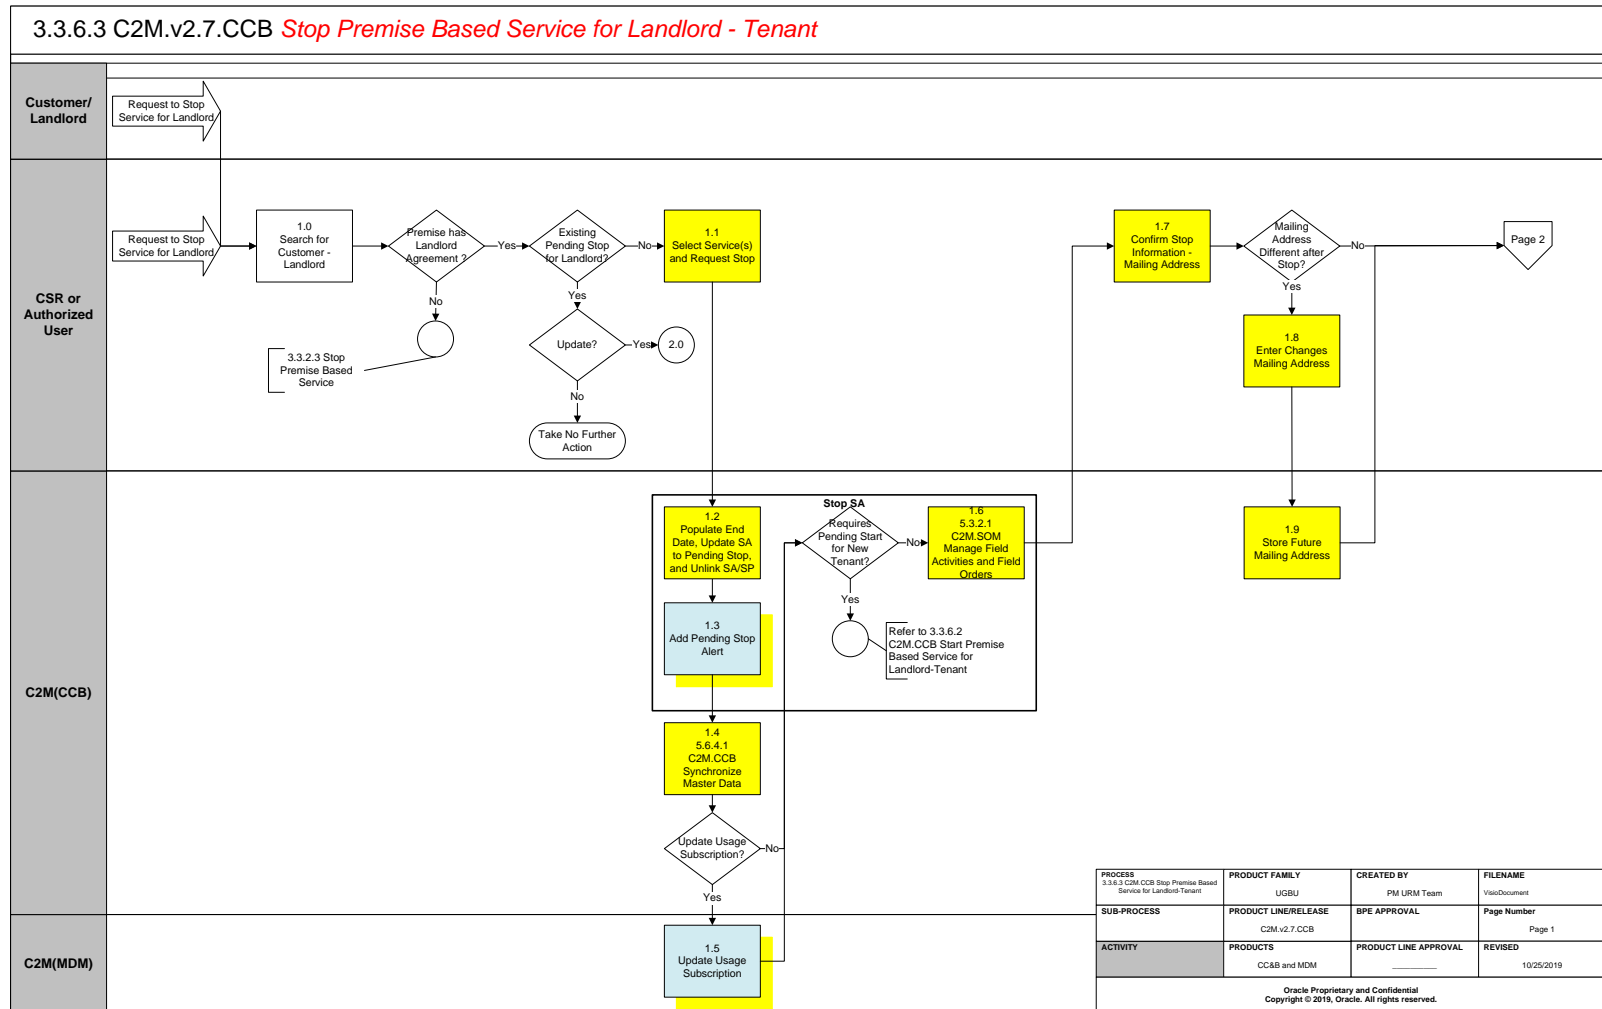 3.3.6.3 C2M.v2.7.CCB Stop Premise Based Service for Landlord - Tenant
Customer/
Landlord
Request to Stop
Service for Landlord
CSR or
Authorized
User
Request to Stop
Service for Landlord
1.0
Search for
Customer -
Landlord
Premise has
Landlord
Agreement ?
Yes
No
3.3.2.3 Stop
Premise Based
Service
Existing
Pending Stop
for Landlord?
No
Yes
Update?
Yes
2.0
No
Take No Further
Action
1.1
Select Service(s)
and Request Stop
1.7
Confirm Stop
Information -
Mailing Address
Mailing
Address
Different after
Stop?
No
Yes
Page 2
1.8
Enter Changes
Mailing Address
C2M(CCB)
Stop SA
1.2
Populate End
Date, Update SA
to Pending Stop,
and Unlink SA/SP
1.3
Add Pending Stop
Alert
Requires
Pending Start
for New
Tenant?
No
Yes
Refer to 3.3.6.2
C2M.CCB Start Premise
Based Service for
Landlord-Tenant
1.6
5.3.2.1
C2M.SOM
Manage Field
Activities and Field
Orders
1.9
Store Future
Mailing Address
1.4
5.6.4.1
C2M.CCB
Synchronize
Master Data
Update Usage
Subscription?
No
Yes
C2M(MDM)
1.5
Update Usage
Subscription
PROCESS
3.3.6.3 C2M.CCB Stop Premise Based
Service for Landlord-Tenant
PRODUCT FAMILY
UGBU
CREATED BY
PM URM Team
FILENAME
VisioDocument
SUB-PROCESS
PRODUCT LINE/RELEASE
C2M.v2.7.CCB
BPE APPROVAL
Page Number
Page 1
ACTIVITY
PRODUCTS
CC&B and MDM
PRODUCT LINE APPROVAL
___________
REVISED
10/25/2019
Oracle Proprietary and Confidential
Copyright © 2019, Oracle. All rights reserved.